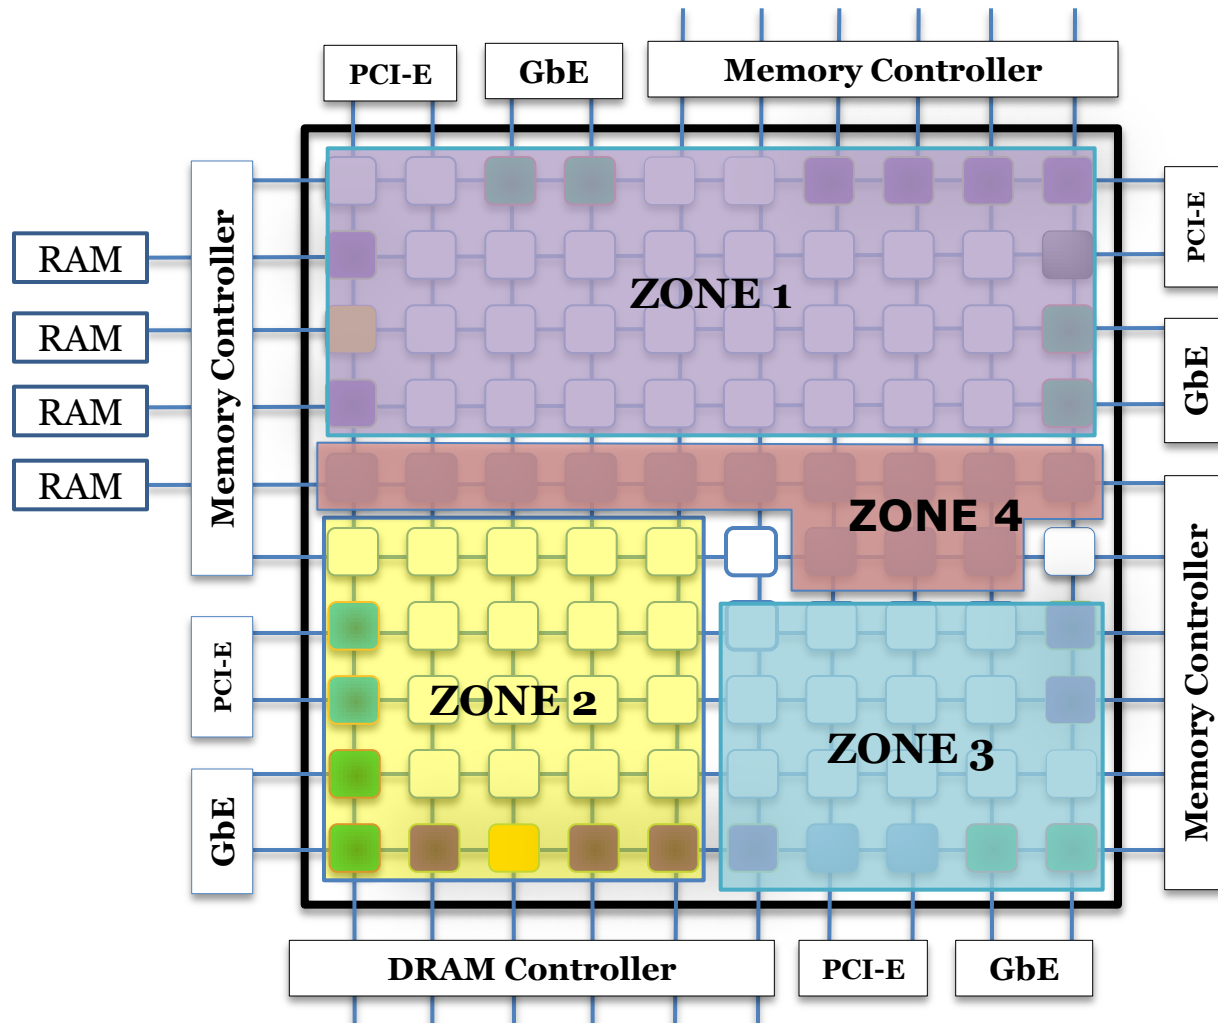 PCI-E
GbE
Memory Controller
Memory Controller
PCI-E
RAM
ZONE 1
RAM
GbE
RAM
RAM
ZONE 4
Memory Controller
PCI-E
ZONE 2
ZONE 3
GbE
DRAM Controller
PCI-E
GbE